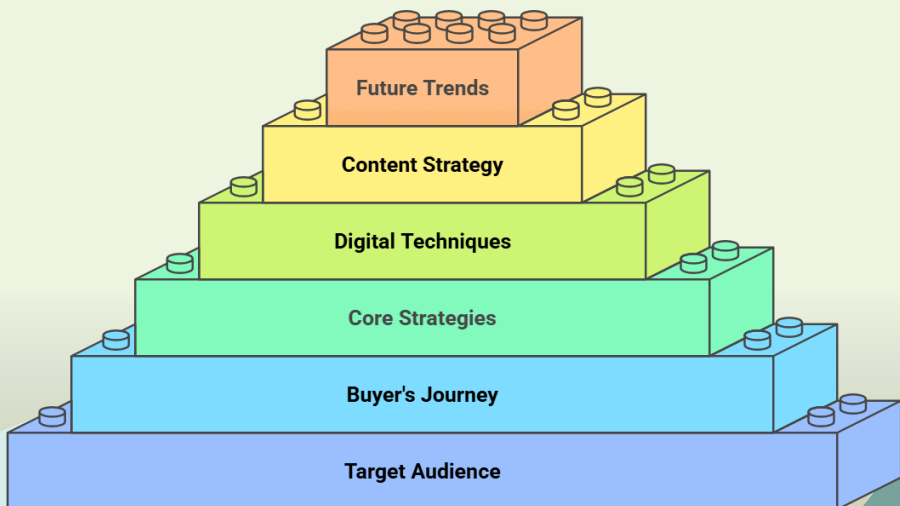 Future Trends
Content Strategy
Digital Techniques
Core Strategies
Buyer's Journey
Target Audience